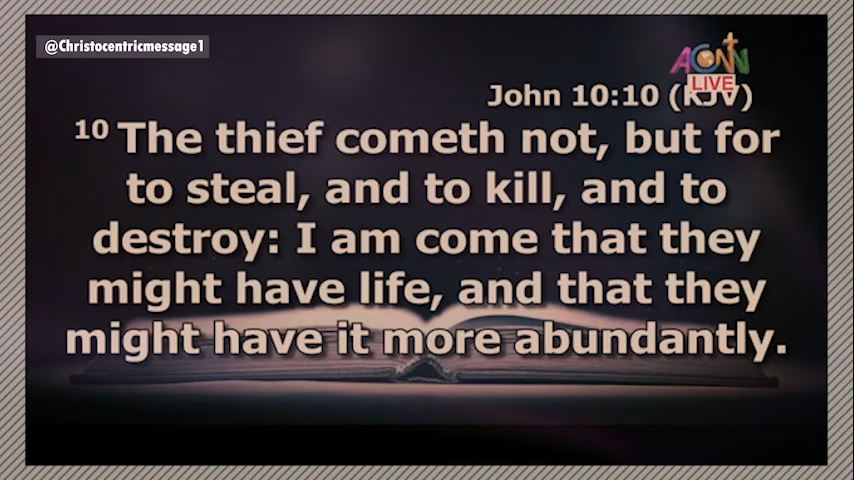 @Christocentricmessage1
ACNN
LIVE
John 10:10 (KJV)
10 The thief cometh not, but for
to steal, and to kill, and to
destroy: I am come that they
might have life, and that they
might have it more abundantly.